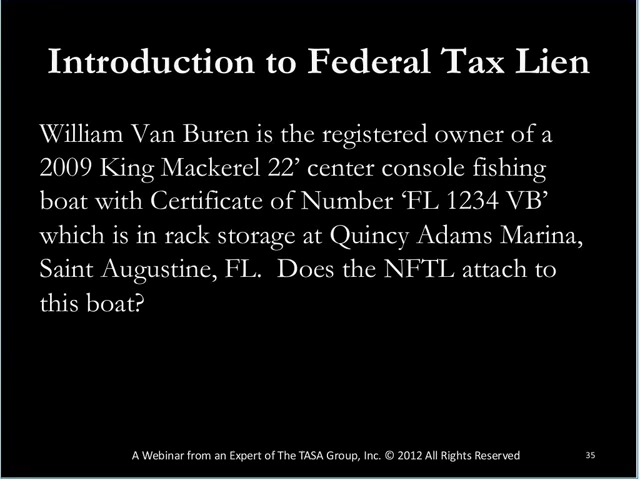 Introduction to Federal Tax Lien
William Van Buren is the registered owner of a
2009 King Mackerel 22’ center console fishing
boat with Certificate of Number ‘FL 1234 VB’
which is in rack storage at Quincy Adams Marina,
Saint Augustine, FL.  Does the NFTL attach to
this boat?
A Webinar from an Expert of The TASA Group, Inc. © 2012 All Rights Reserved
35